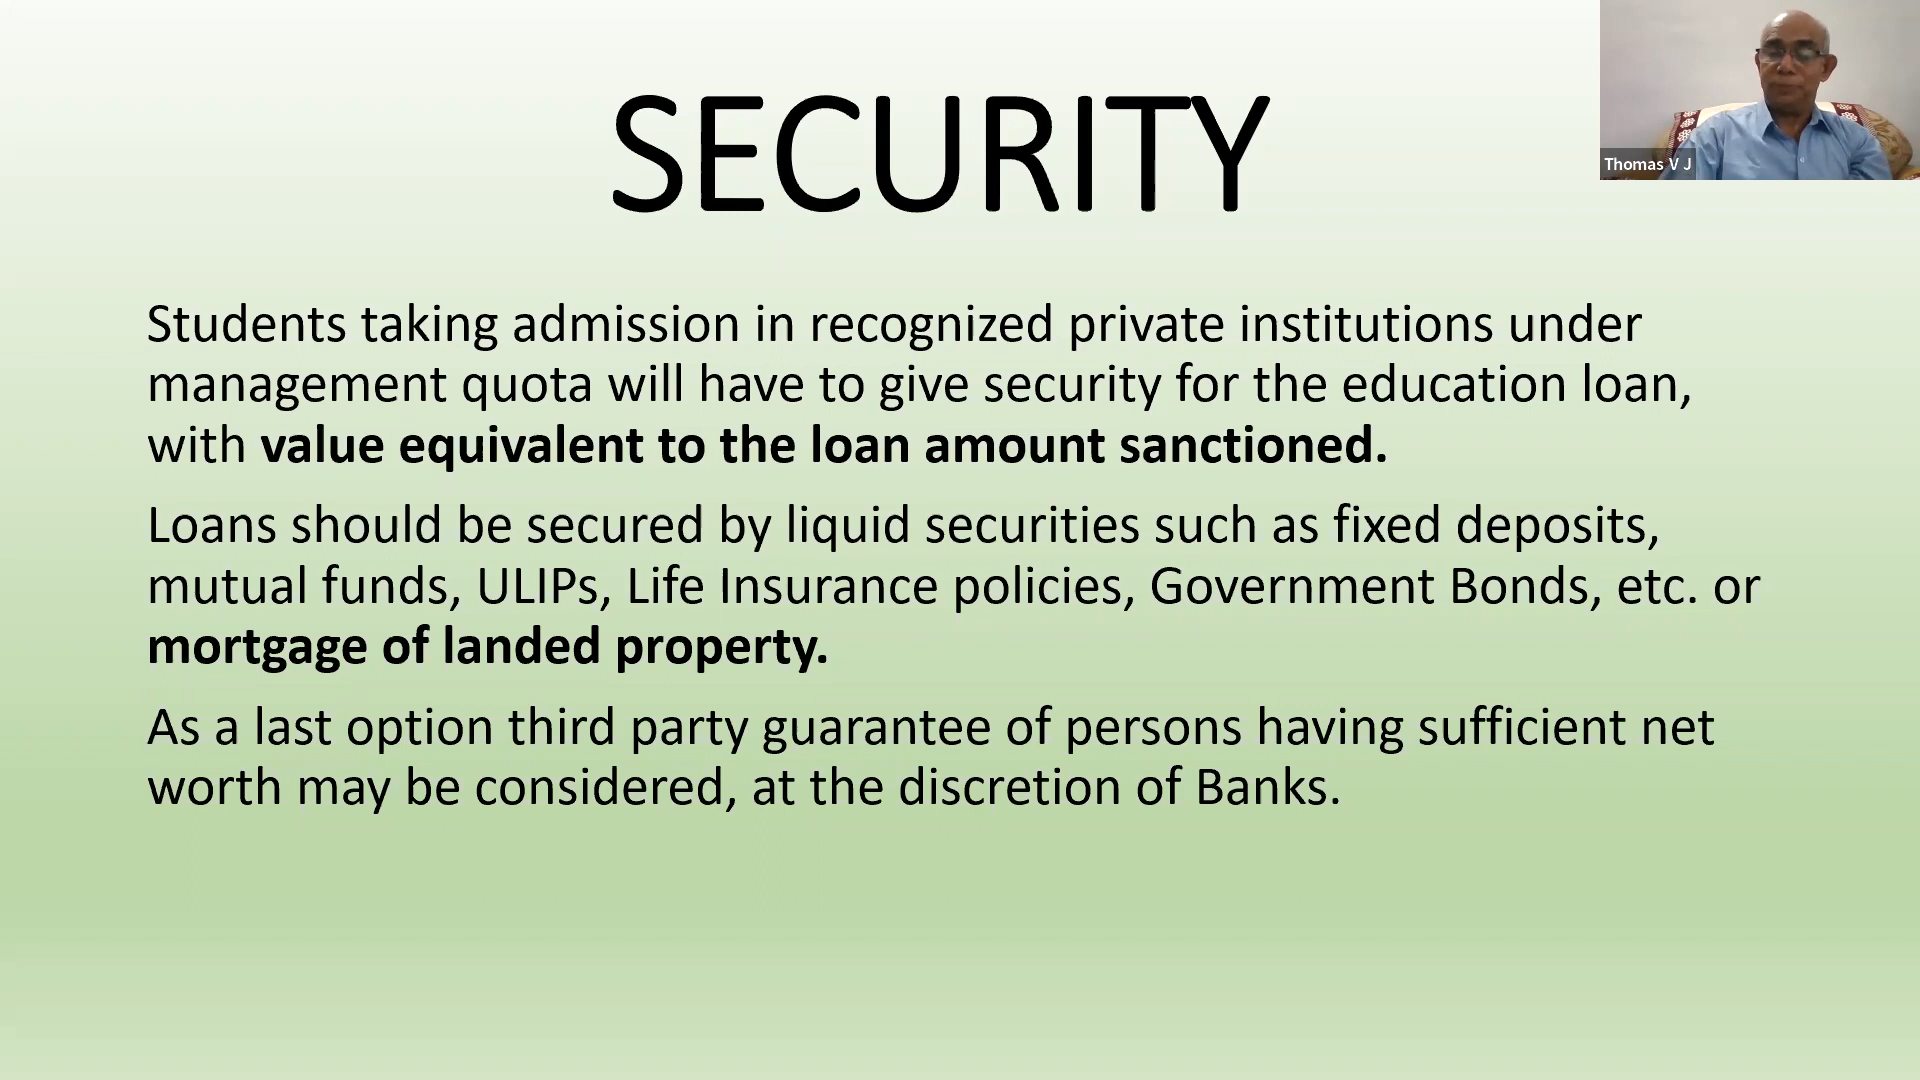 SECURITY
Thomas V J
Students taking admission in recognized private institutions under
management quota will have to give security for the education loan,
with value equivalent to the loan amount sanctioned.
Loans should be secured by liquid securities such as fixed deposits,
mutual funds, ULIPs, Life Insurance policies, Government Bonds, etc. or
mortgage of landed property.
As a last option third party guarantee of persons having sufficient net
worth may be considered, at the discretion of Banks.